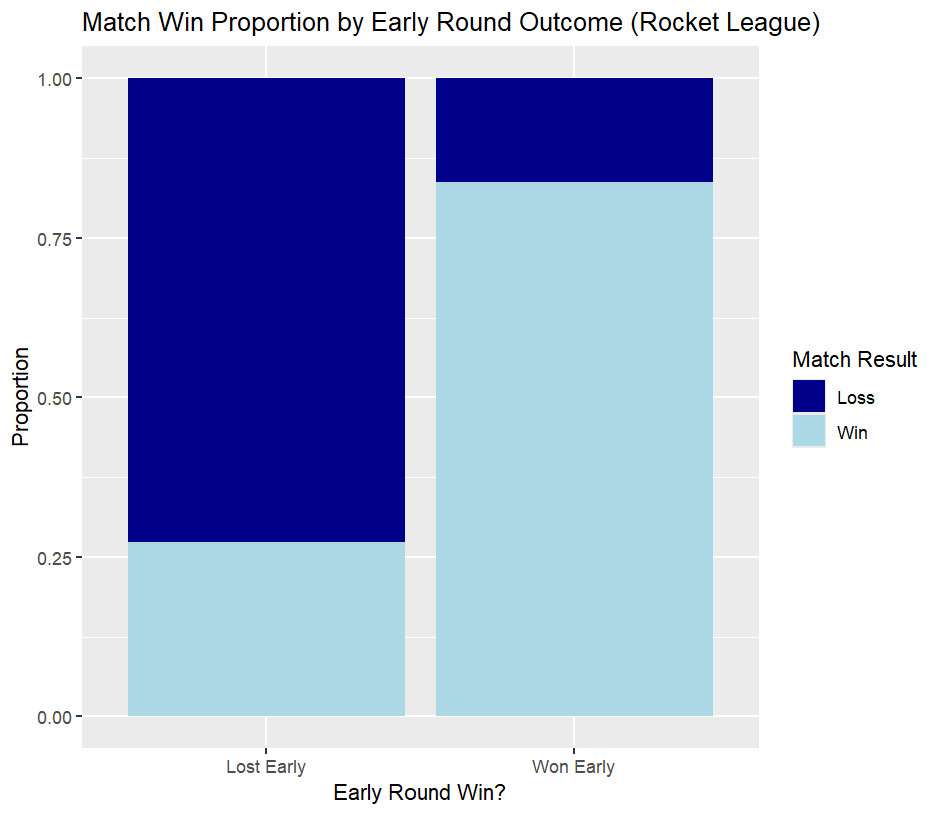 Match Win Proportion by Early Round Outcome (Rocket League)
1.00
0.75
0.50
0.25
0.00
Proportion
Lost Early
Won Early
Early Round Win?
Match Result
Loss
Win